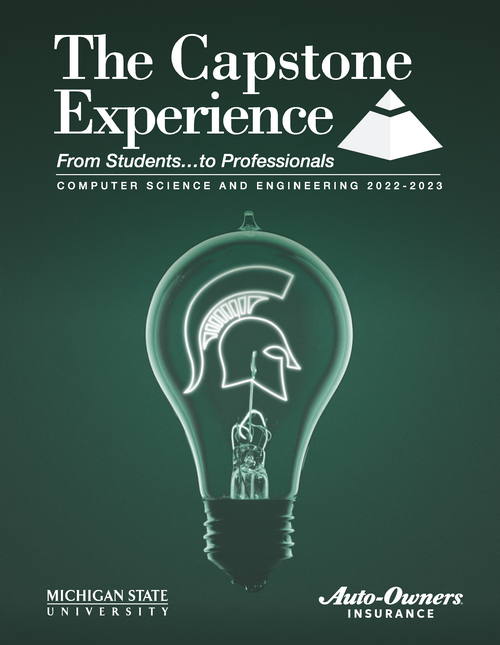 The Capstone
Experience
From Students...to Professionals
COMPUTER SCIENCE AND ENGINEERING 2022-2023
MICHIGAN STATE
UNIVERSITY
Auto-Owners
INSURANCE